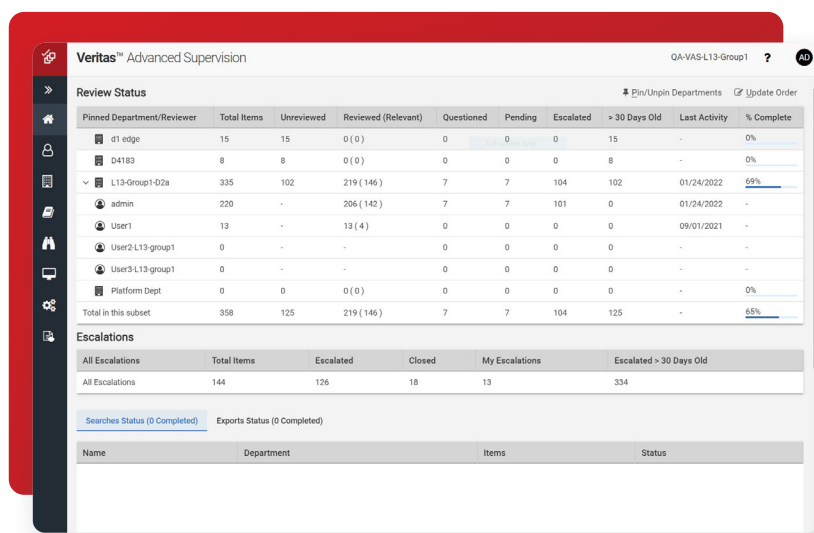 Veritas™ Advanced Supervision QA-VAS-L13-Group1 ? AD
Review Status Pin/Unpin Departments Update Order
Pinned Department/Reviewer Total Items Unreviewed Reviewed (Relevant) Questioned Pending Escalated > 30 Days Old Last Activity % Complete
d1 edge 15 15 0 ( 0 ) 0 0 0 15 - 0%
D4183 8 8 0 ( 0 ) 0 0 0 8 - 0%
L13-Group1-D2a 335 102 219 ( 146 ) 7 7 104 102 01/24/2022 69%
admin 220 - 206 ( 142 ) 7 7 101 0 01/24/2022 -
User1 13 - 13 ( 4 ) 0 0 0 0 09/01/2021 -
User2-L13-group1 0 - - 0 0 0 0 - -
User3-L13-group1 0 - - 0 0 0 0 - -
Platform Dept 0 0 0 ( 0 ) 0 0 0 0 - 0%
Total in this subset 358 125 219 ( 146 ) 7 7 104 125 - 65%
Escalations
All Escalations Total Items Escalated Closed My Escalations Escalated > 30 Days Old
All Escalations 144 126 18 13 334
Searches Status (0 Completed) Exports Status (0 Completed)
Name Department Items Status